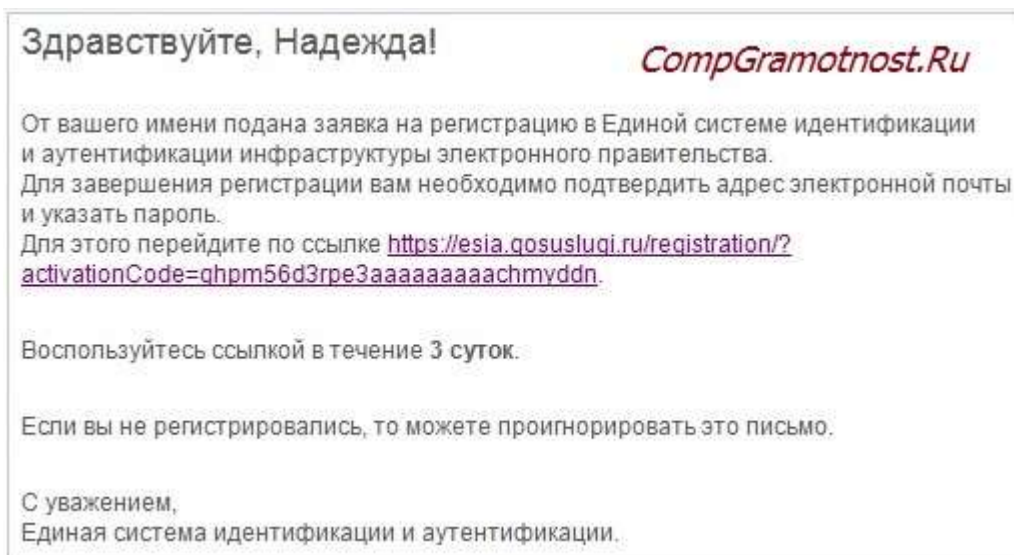 Здравствуйте, Надежда!
CompGramotnost.Ru
От вашего имени подана заявка на регистрацию в Единой системе идентификации
и аутентификации инфраструктуры электронного правительства.
Для завершения регистрации вам необходимо подтвердить адрес электронной почты
и указать пароль.
Для этого перейдите по ссылке https://esia.gosuslugi.ru/registration/?
activationCode=qhpm56d3rpe3aaaaaaaaachmyddn.
Воспользуйтесь ссылкой в течение 3 суток.
Если вы не регистрировались, то можете проигнорировать это письмо.
С уважением,
Единая система идентификации и аутентификации.